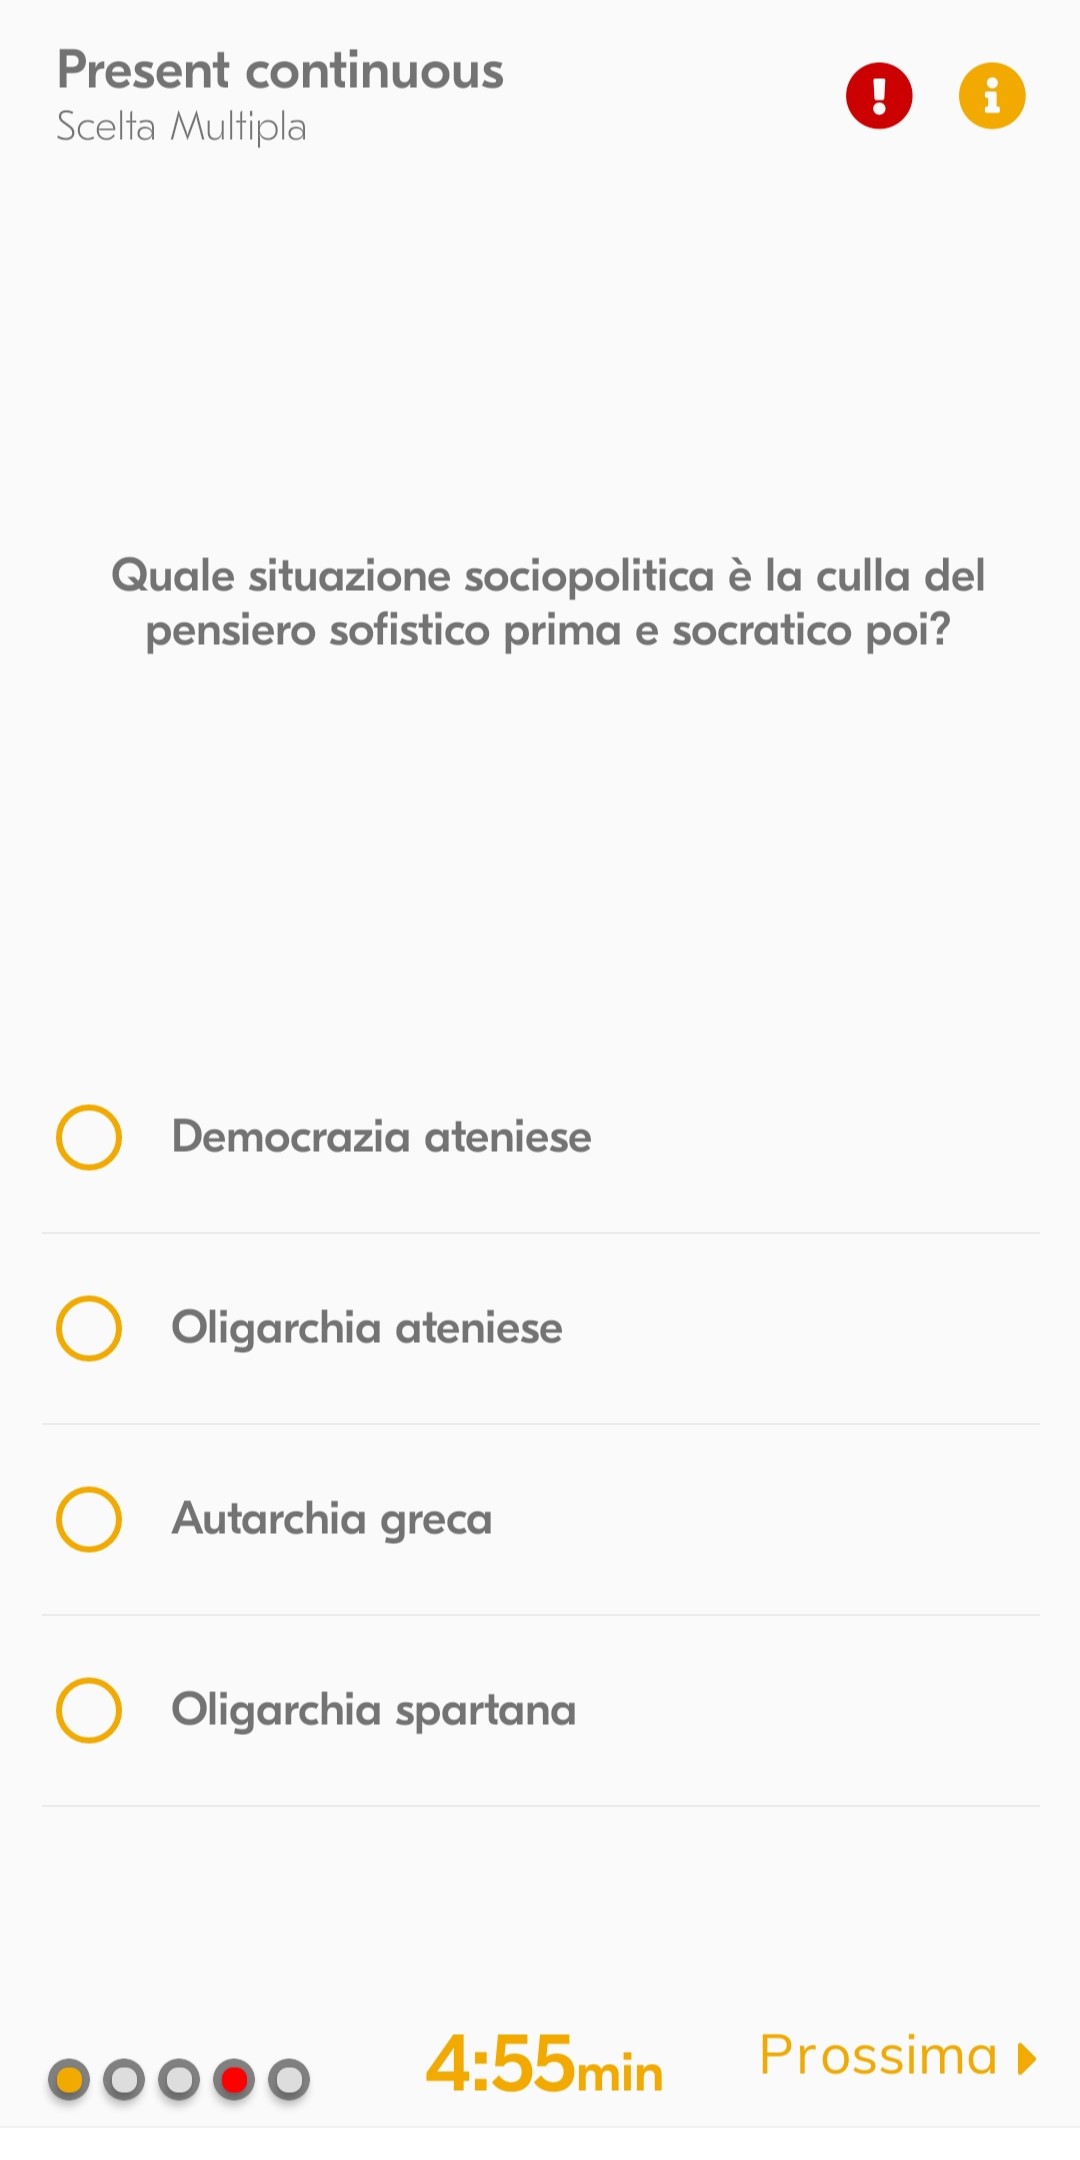 Present continuous
Scelta Multipla
Quale situazione sociopolitica è la culla del
pensiero sofistico prima e socratico poi?
Democrazia ateniese
Oligarchia ateniese
Autarchia greca
Oligarchia spartana
4:55min
Prossima